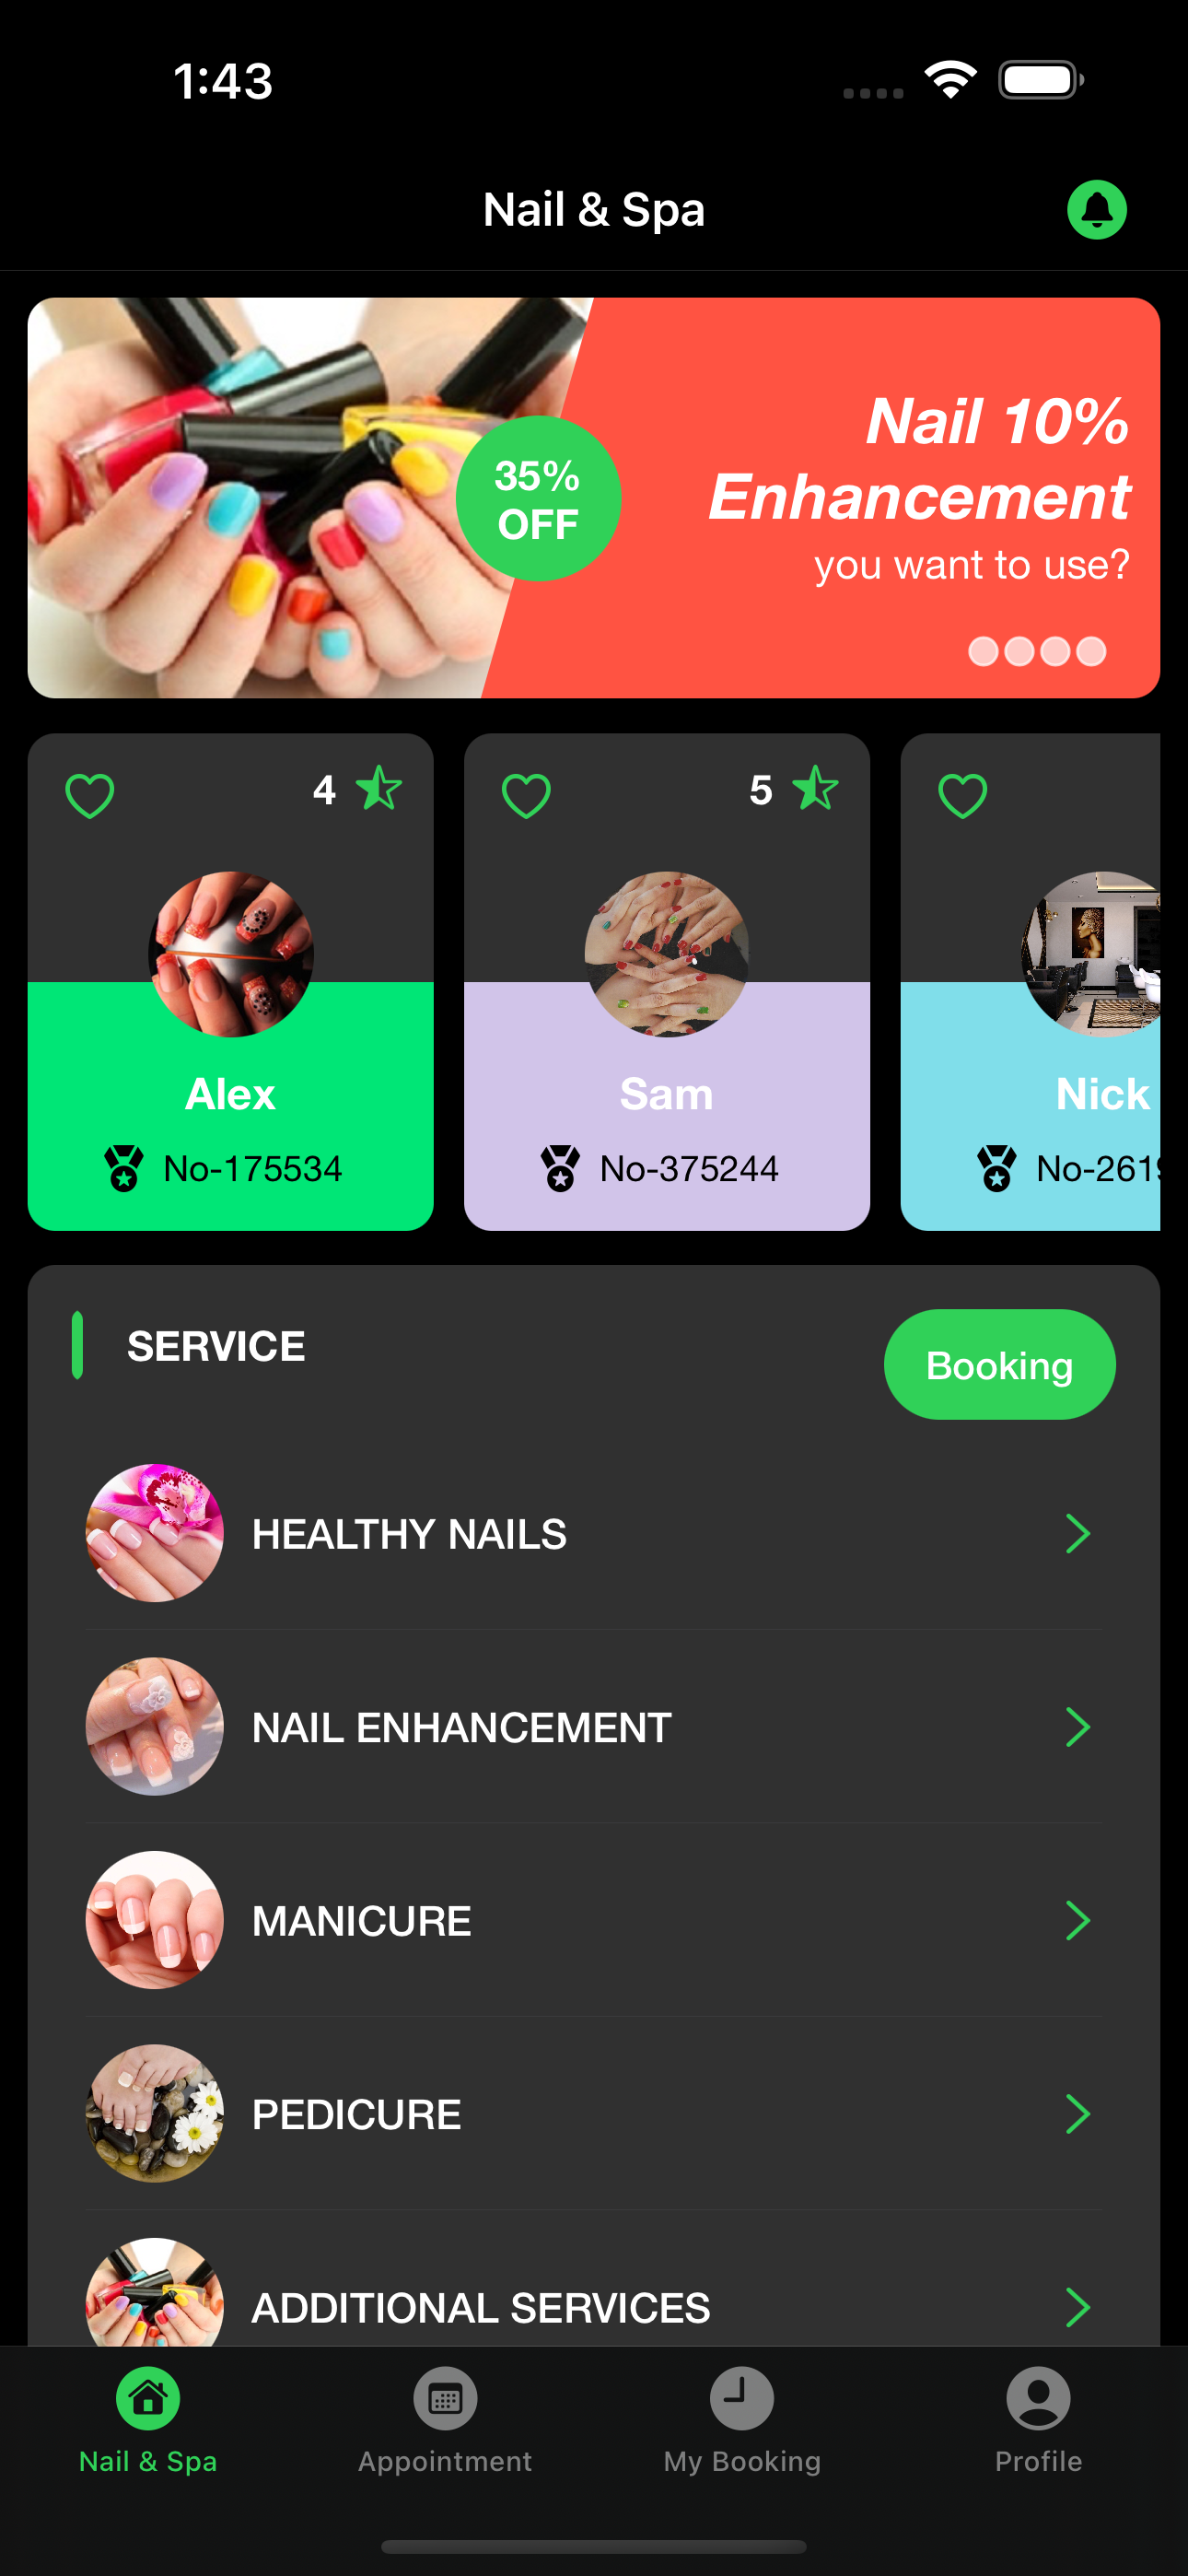 1:43
Nail & Spa
35%
OFF
Nail 10%
Enhancement
you want to use?
4
5
Alex
Sam
Nick
No-175534
No-375244
No-261
SERVICE
Booking
HEALTHY NAILS
NAIL ENHANCEMENT
MANICURE
PEDICURE
ADDITIONAL SERVICES
Nail & Spa
Appointment
My Booking
Profile